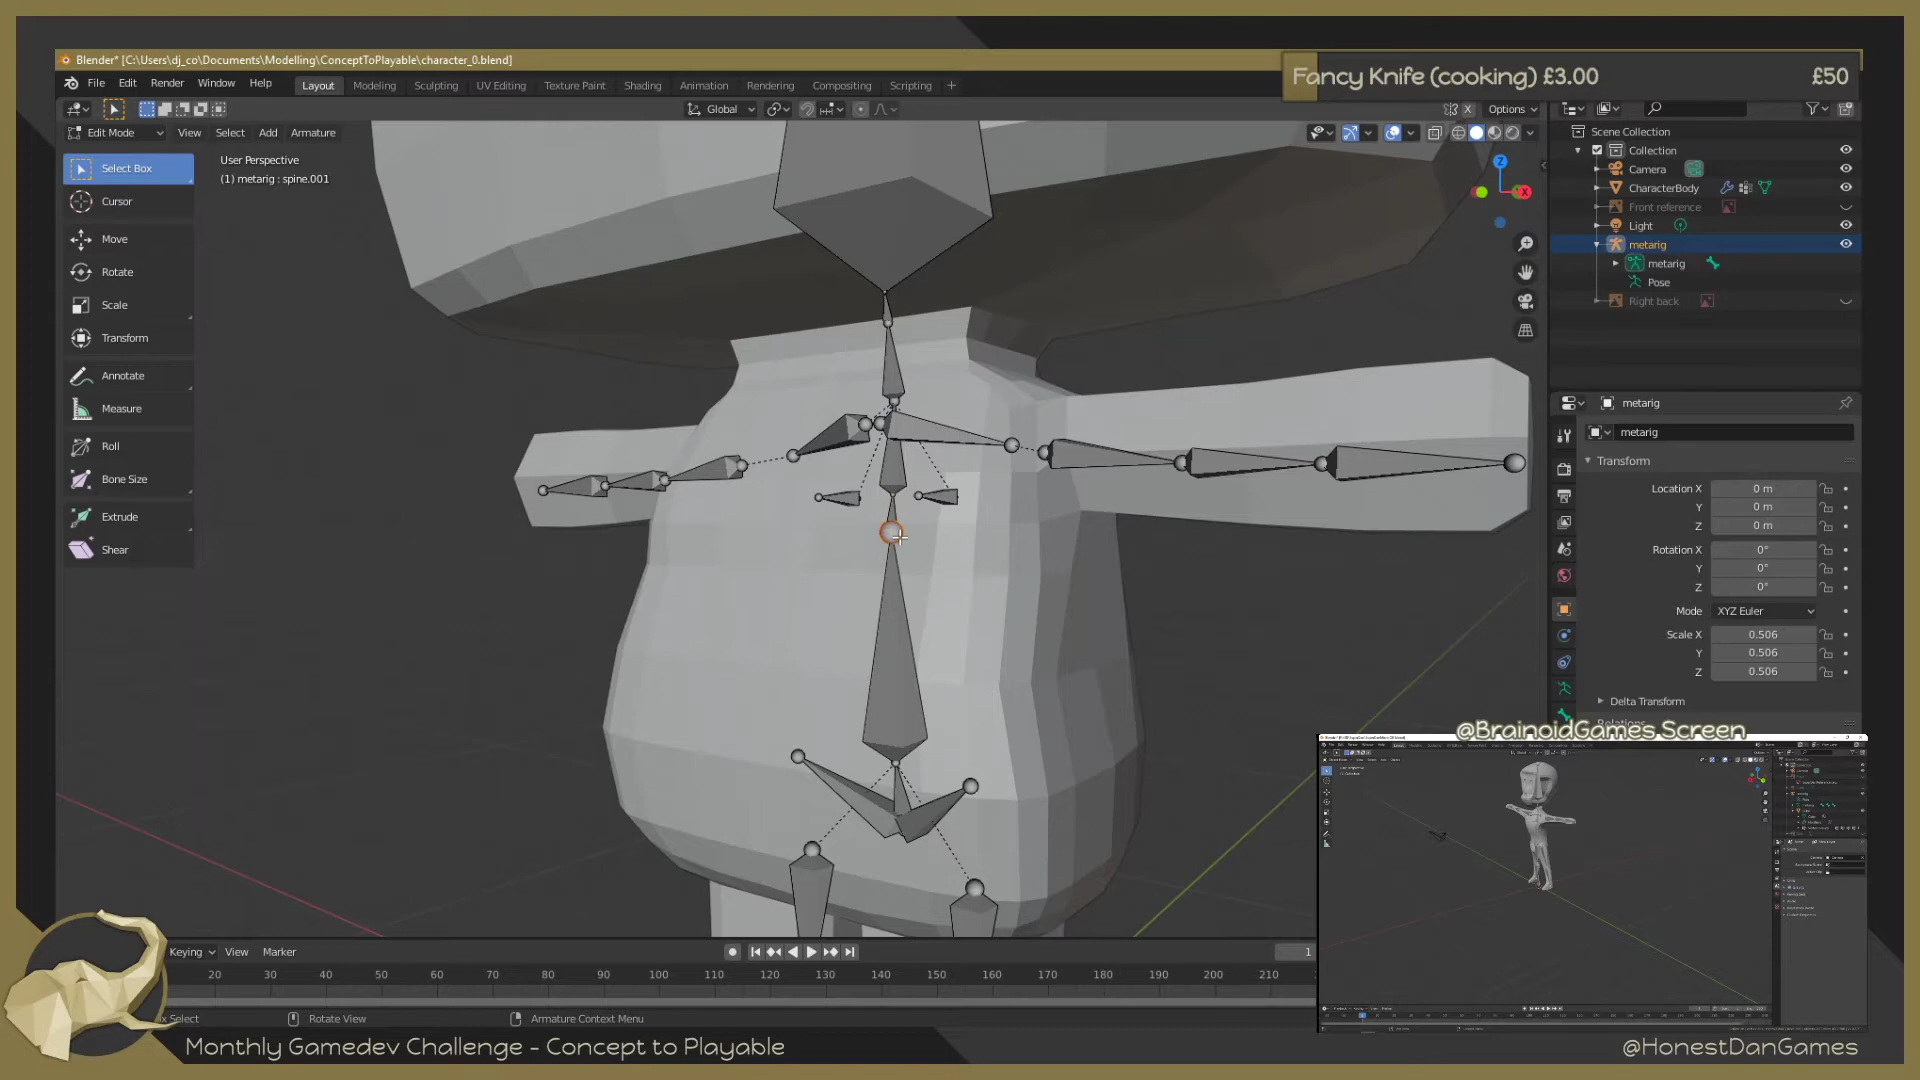 Blender* [C:\Users\dj_co\Documents\Modelling\ConceptToPlayable\character_0.blend]
Fancy Knife (cooking) £3.00 £50
File Edit Render Window Help Layout Modeling Sculpting UV Editing Texture Paint Shading Animation Rendering Compositing Scripting +
Global Options
Edit Mode View Select Add Armature
User Perspective
(1) metarig : spine.001
Select Box
Cursor
Move
Rotate
Scale
Transform
Annotate
Measure
Roll
Bone Size
Extrude
Shear
Z
X
Scene Collection
Collection
Camera
CharacterBody
Front reference
Light
metarig
metarig
Pose
Right back
metarig
metarig
Transform
Location X 0 m
Y 0 m
Z 0 m
Rotation X 0°
Y 0°
Z 0°
Mode XYZ Euler
Scale X 0.506
Y 0.506
Z 0.506
Delta Transform
Relations
@BrainoidGames Screen
Keying View Marker 1
20 30 40 50 60 70 80 90 100 110 120 130 140 150 160 170 180 190 200 210
Select Rotate View Armature Context Menu
Monthly Gamedev Challenge - Concept to Playable
@HonestDanGames